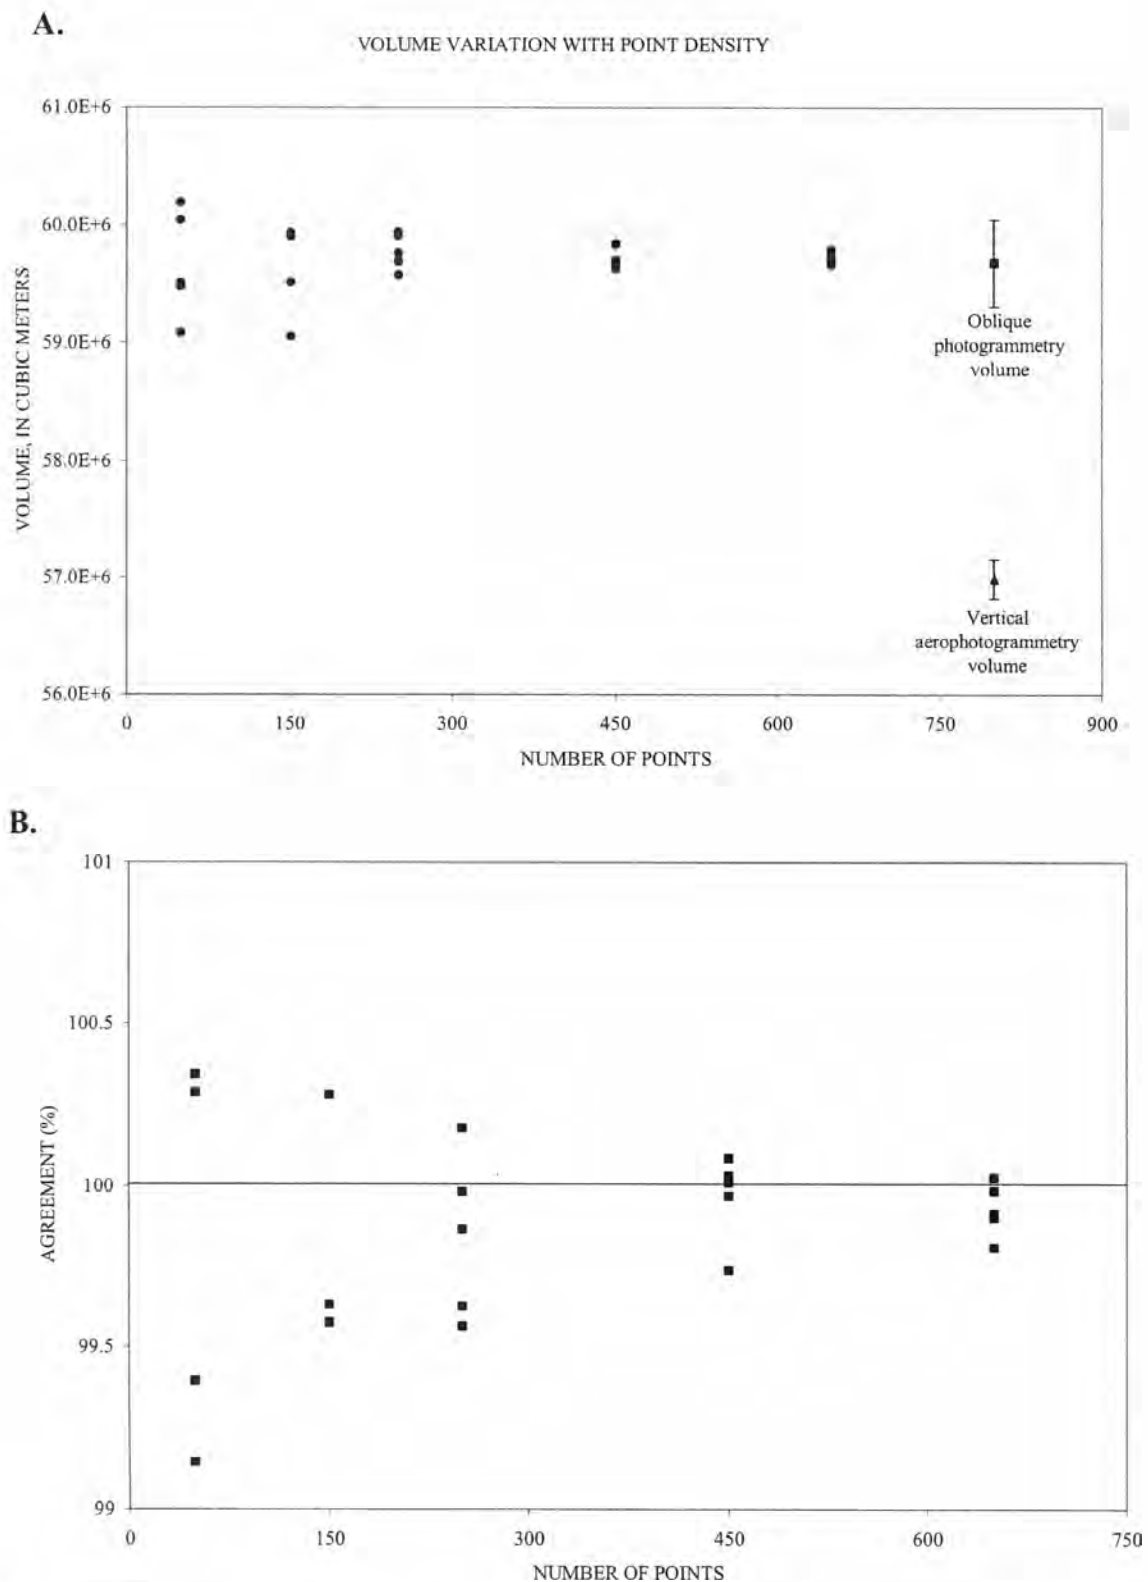 A.
VOLUME VARIATION WITH POINT DENSITY
61.0E+6
60.0E+6
59.0E+6
58.0E+6
57.0E+6
56.0E+6
VOLUME, IN CUBIC METERS
Oblique
photogrammetry
volume
Vertical
aerophotogrammetry
volume
0 150 300 450 600 750 900
NUMBER OF POINTS
B.
101
100.5
100
99.5
99
AGREEMENT (%)
0 150 300 450 600 750
NUMBER OF POINTS